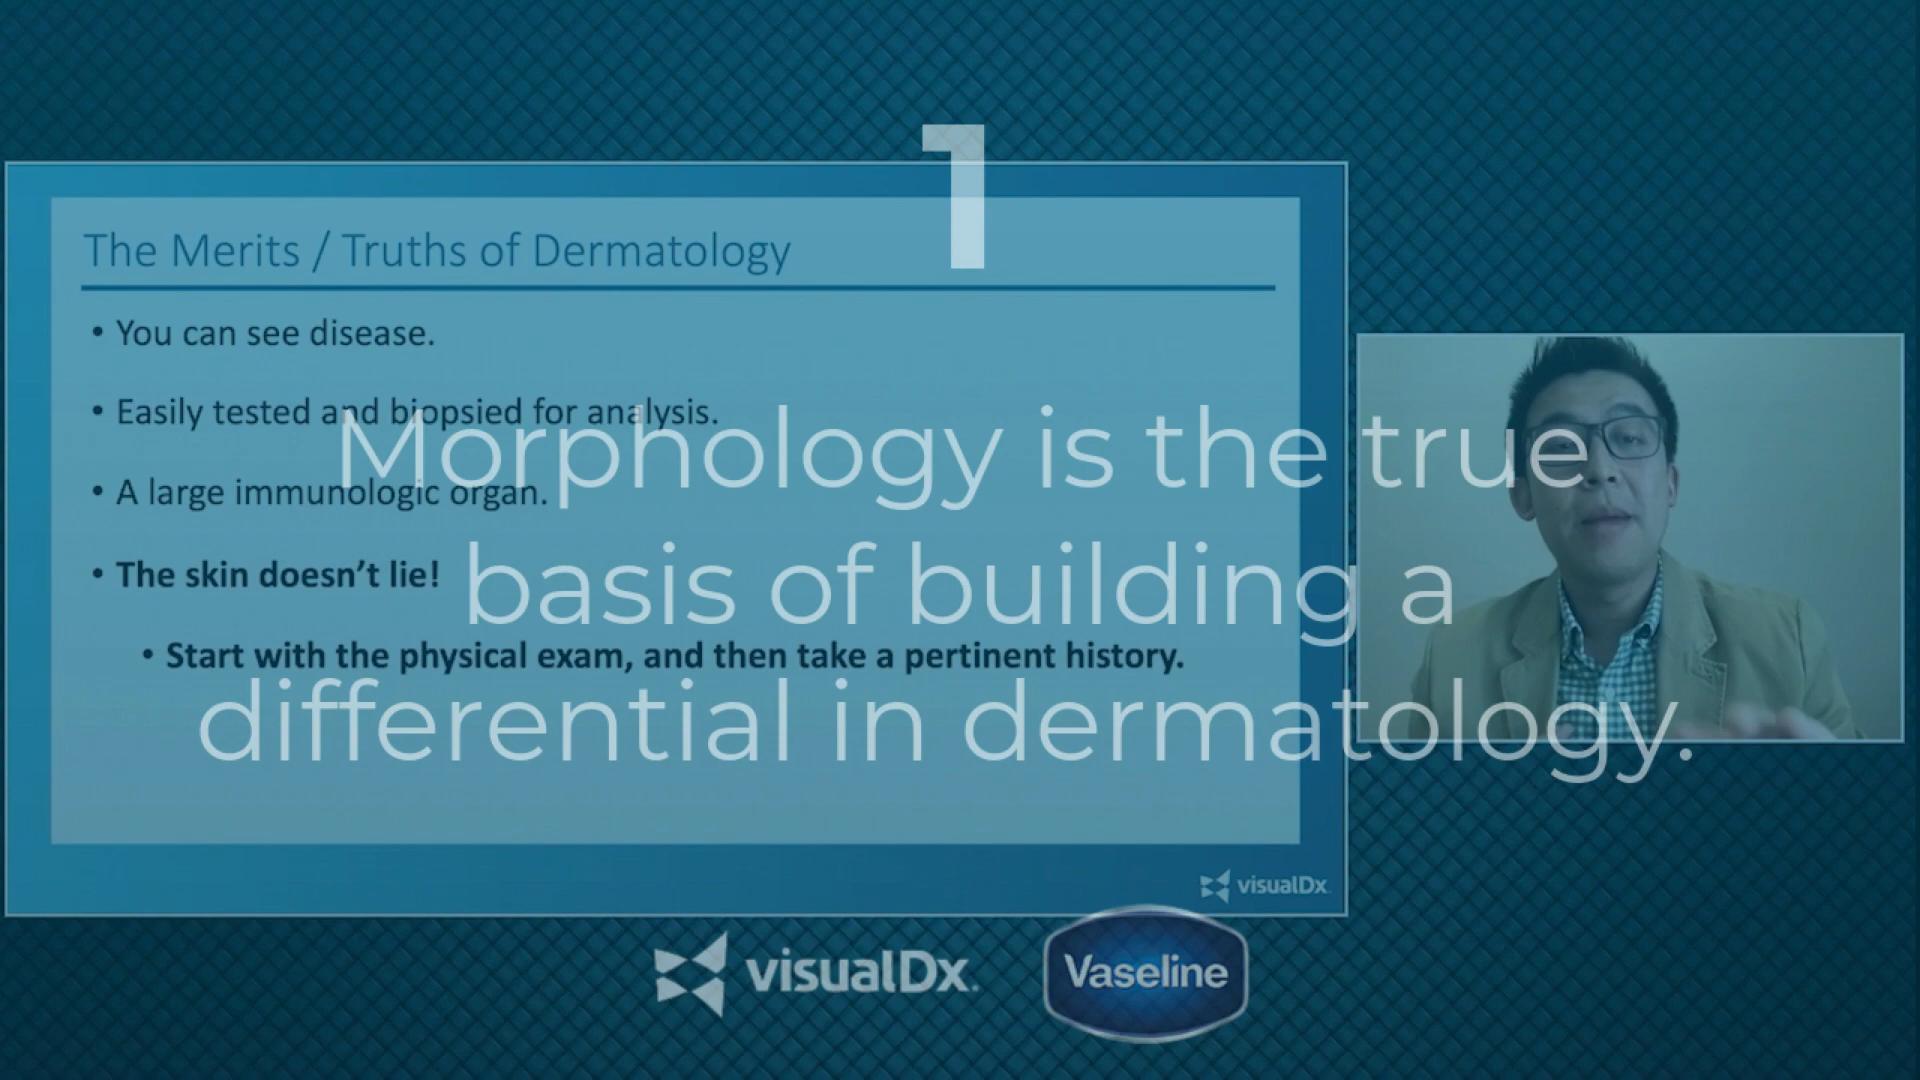 1
Morphology is the true
basis of building a
differential in dermatology.
The Merits / Truths of Dermatology
• You can see disease.
• Easily tested and biopsied for analysis.
• A large immunologic organ.
• The skin doesn’t lie!
• Start with the physical exam, and then take a pertinent history.
visualDx.
visualDx.
Vaseline